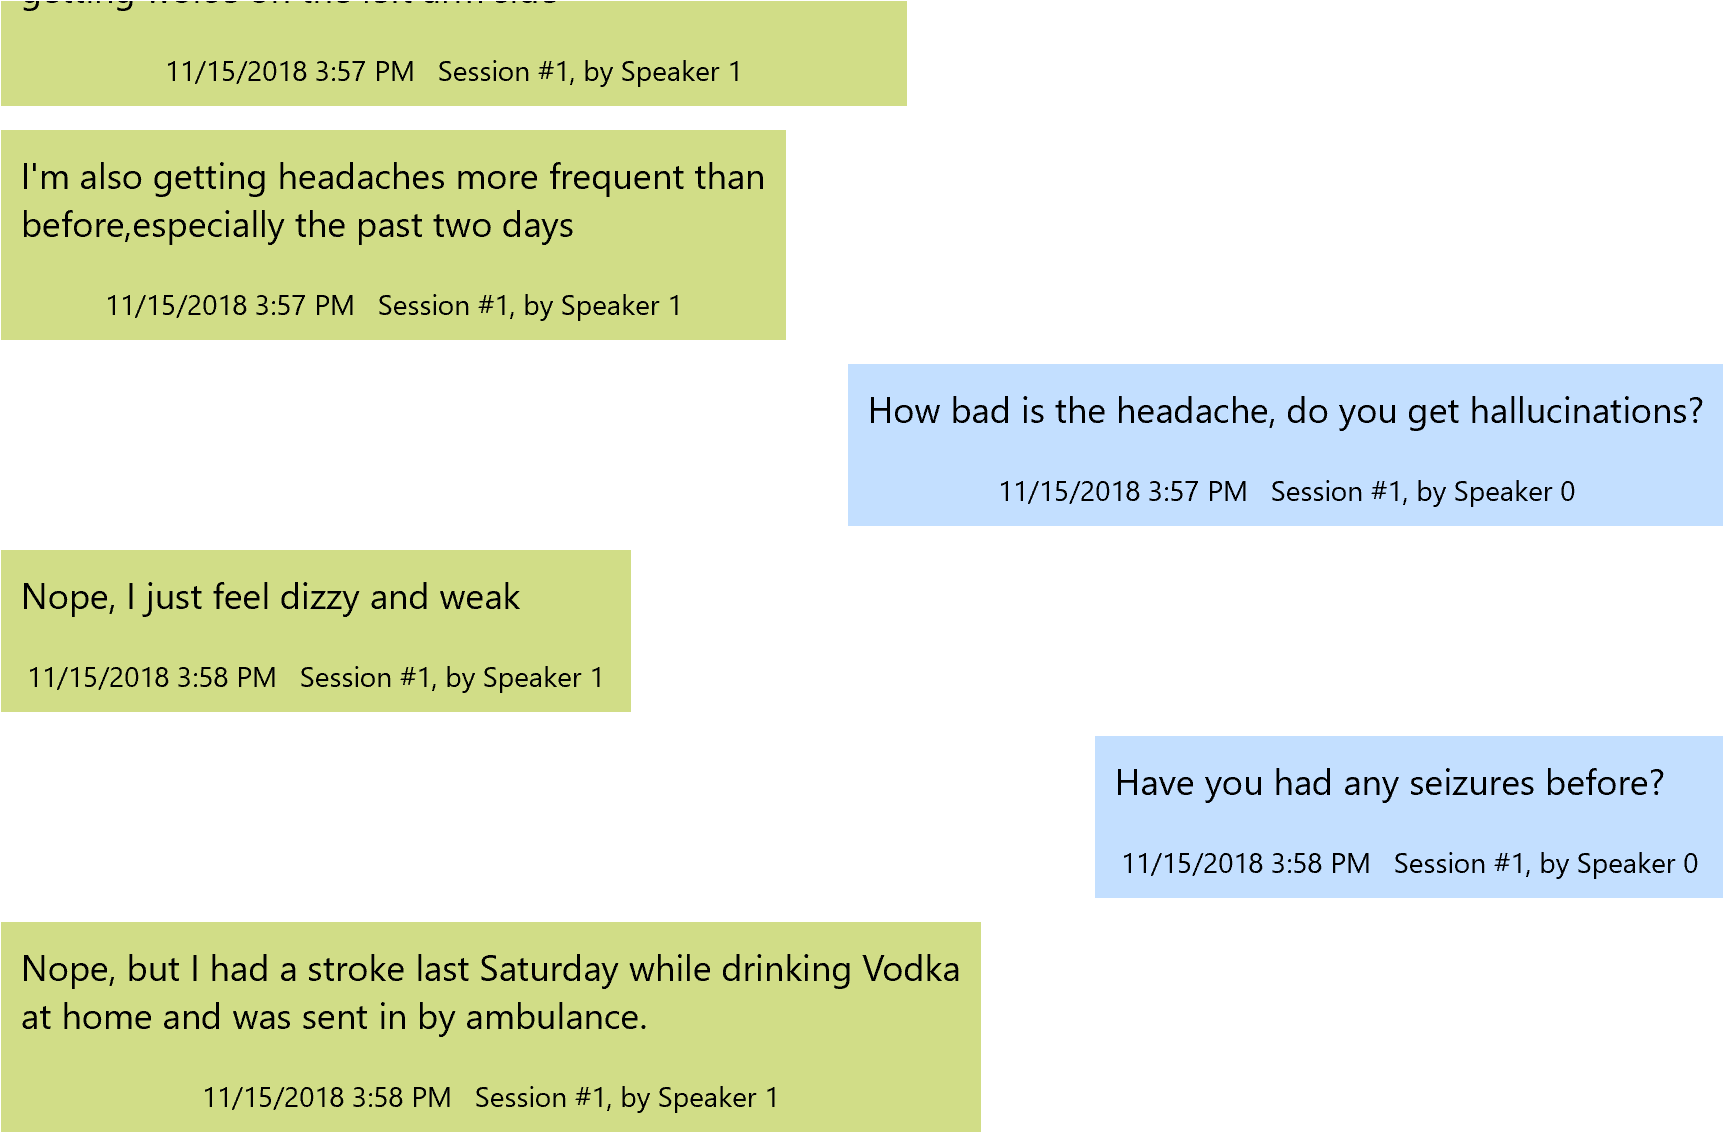 getting on the left arm side
11/15/2018 3:57 PM Session #1, by Speaker 1
I'm also getting headaches more frequent than
before,especially the past two days
11/15/2018 3:57 PM Session #1, by Speaker 1
How bad is the headache, do you get hallucinations?
11/15/2018 3:57 PM Session #1, by Speaker 0
Nope, I just feel dizzy and weak
11/15/2018 3:58 PM Session #1, by Speaker 1
Have you had any seizures before?
11/15/2018 3:58 PM Session #1, by Speaker 0
Nope, but I had a stroke last Saturday while drinking Vodka
at home and was sent in by ambulance.
11/15/2018 3:58 PM Session #1, by Speaker 1